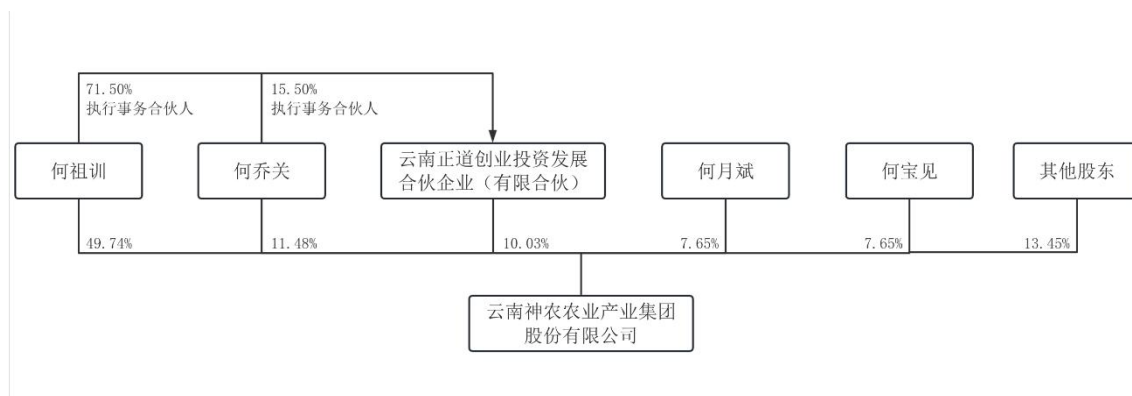 71.50%
执行事务合伙人
15.50%
执行事务合伙人
何祖训
何乔关
云南正道创业投资发展
合伙企业（有限合伙）
何月斌
何宝见
其他股东
49.74%
11.48%
10.03%
7.65%
7.65%
13.45%
云南神农农业产业集团
股份有限公司